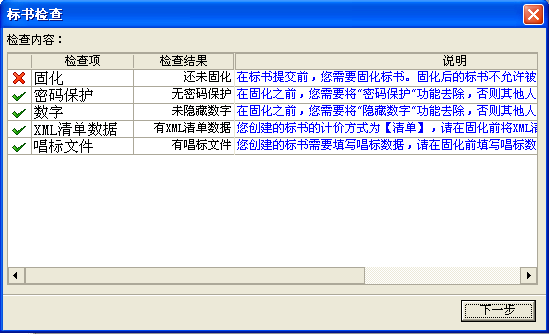 标书检查
检查内容：
检查项 检查结果 说明
固化 还未固化 在标书提交前，您需要固化标书。固化后的标书不允许被
密码保护 无密码保护 在固化之前，您需要将"密码保护"功能去除，否则其他人
数字 未隐藏数字 在固化之前，您需要将"隐藏数字"功能去除，否则其他人
XML清单数据 有XML清单数据 您创建的标书的计价方式为【清单】，请在固化前将XML清
唱标文件 有唱标文件 您创建的标书需要填写唱标数据，请在固化前填写唱标数
下一步